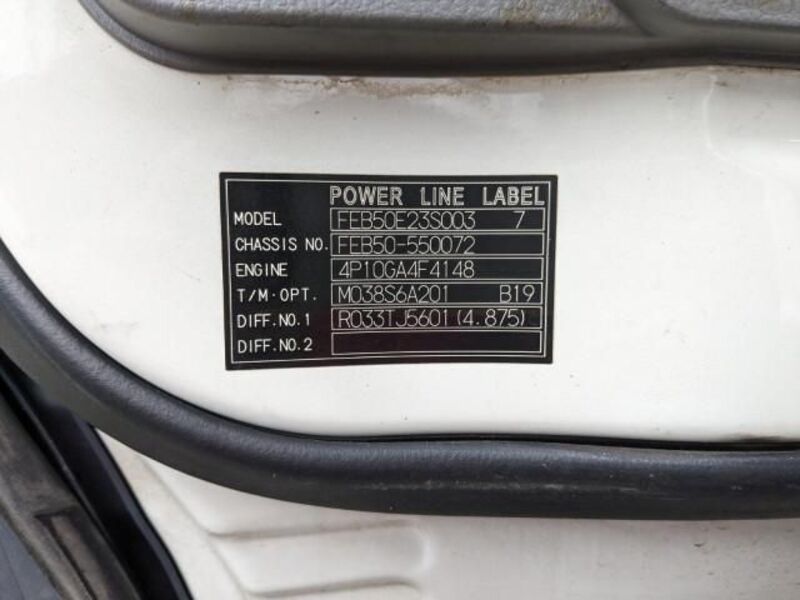 POWER LINE LABEL
MODEL FEB50E23S003 7
CHASSIS NO. FEB50-550072
ENGINE 4P10GA4F4148
T/M·OPT. M038S6A201 B19
DIFF.NO.1 R033TJ5601(4.875)
DIFF.NO.2